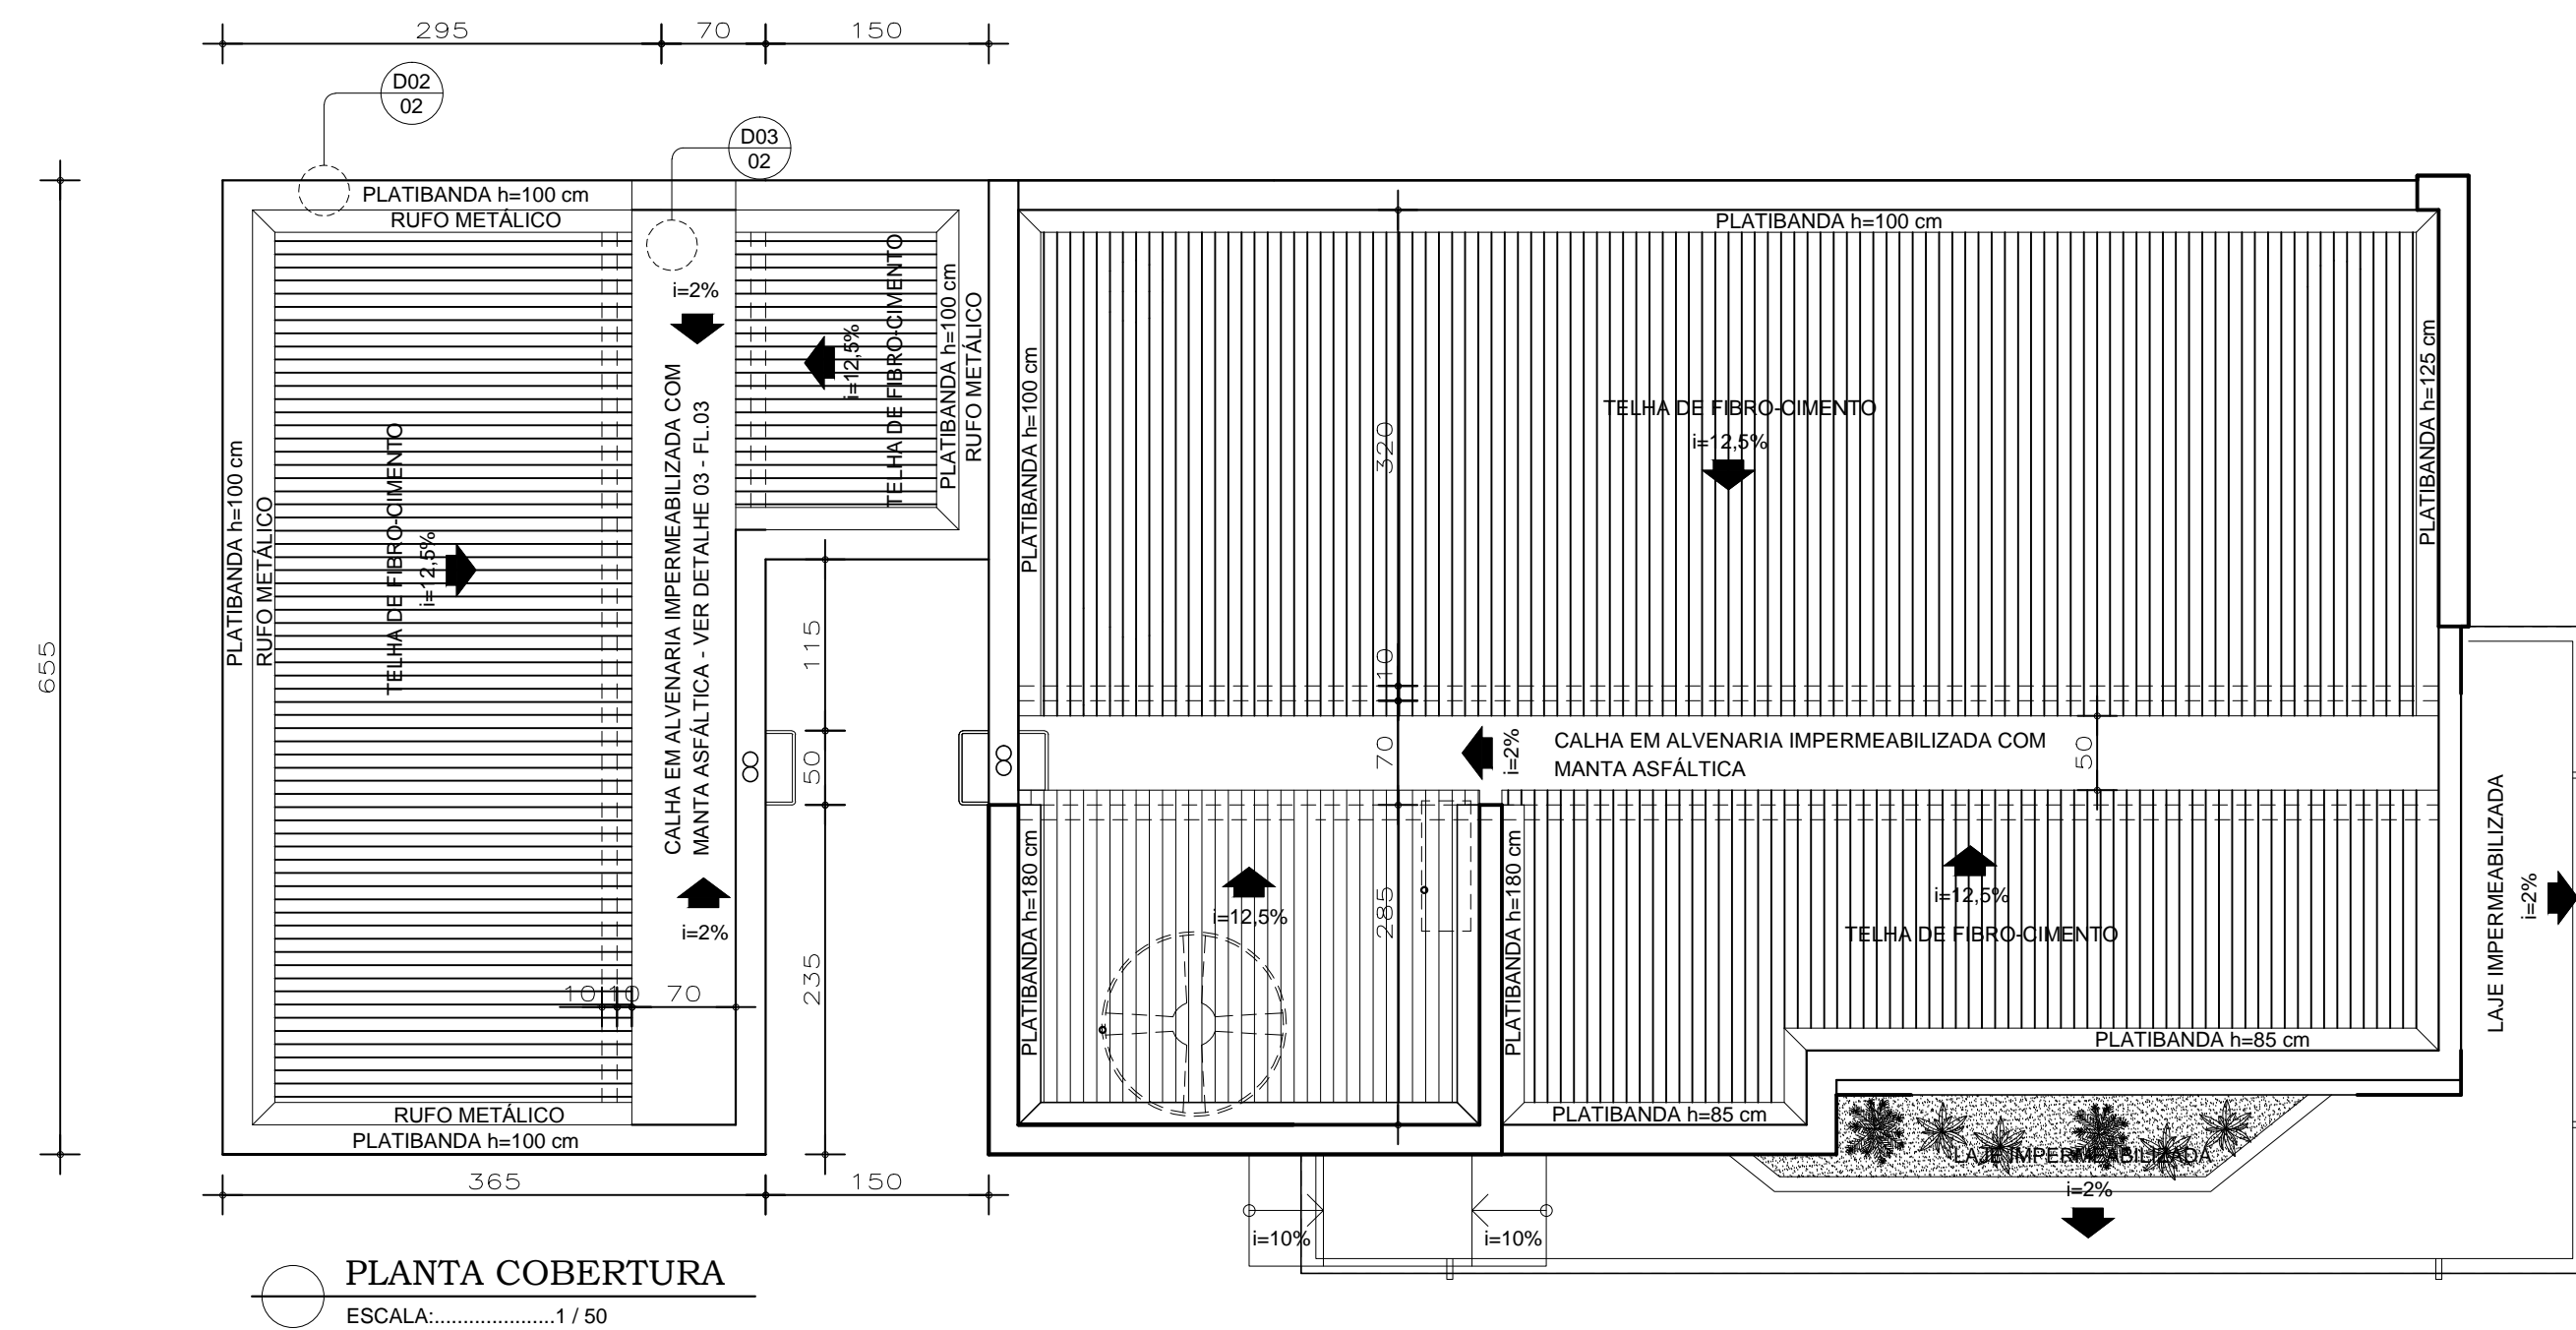 295
70
150
D02
02
D03
02
PLATIBANDA h=100 cm
RUFO METÁLICO
PLATIBANDA h=100 cm
i=2%
TELHA DE FIBRO-CIMENTO
i=12,5%
PLATIBANDA h=100 cm
RUFO METÁLICO
PLATIBANDA h=100 cm
320
TELHA DE FIBRO-CIMENTO
i=12,5%
PLATIBANDA h=125 cm
PLATIBANDA h=100 cm
RUFO METÁLICO
TELHA DE FIBRO-CIMENTO
i=12,5%
CALHA EM ALVENARIA IMPERMEABILIZADA COM
MANTA ASFÁLTICA - VER DETALHE 03 - FL.03
655
115
10
50
70
i=2%
CALHA EM ALVENARIA IMPERMEABILIZADA COM
MANTA ASFÁLTICA
50
LAJE IMPERMEABILIZADA
i=2%
i=2%
235
PLATIBANDA h=180 cm
i=12,5%
285
PLATIBANDA h=180 cm
i=12,5%
TELHA DE FIBRO-CIMENTO
10
10
70
PLATIBANDA h=85 cm
RUFO METÁLICO
PLATIBANDA h=100 cm
PLATIBANDA h=85 cm
LAJE IMPERMEABILIZADA
i=2%
365
150
i=10%
i=10%
PLANTA COBERTURA
ESCALA:.....................1 / 50